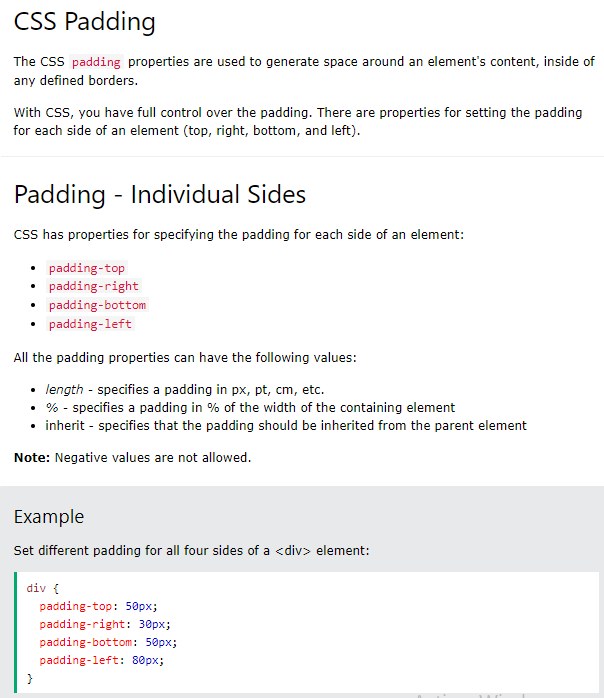 CSS Padding
The CSS padding properties are used to generate space around an element's content, inside of
any defined borders.
With CSS, you have full control over the padding. There are properties for setting the padding
for each side of an element (top, right, bottom, and left).
Padding - Individual Sides
CSS has properties for specifying the padding for each side of an element:
• padding-top
• padding-right
• padding-bottom
• padding-left
All the padding properties can have the following values:
• length - specifies a padding in px, pt, cm, etc.
• % - specifies a padding in % of the width of the containing element
• inherit - specifies that the padding should be inherited from the parent element
Note: Negative values are not allowed.
Example
Set different padding for all four sides of a <div> element:
div {
  padding-top: 50px;
  padding-right: 30px;
  padding-bottom: 50px;
  padding-left: 80px;
}